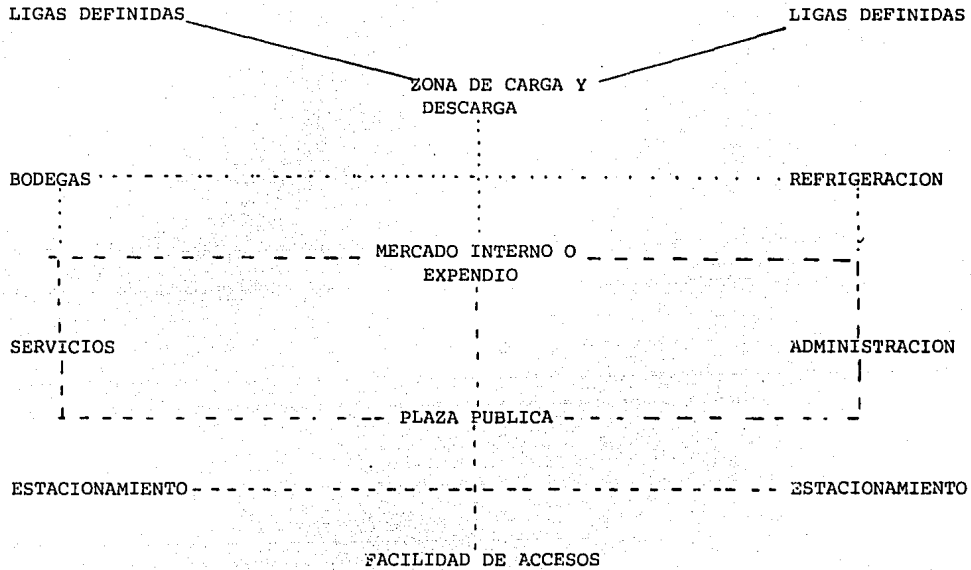 LIGAS DEFINIDAS
LIGAS DEFINIDAS
ZONA DE CARGA Y
DESCARGA
BODEGAS
REFRIGERACION
MERCADO INTERNO O
EXPENDIO
SERVICIOS
ADMINISTRACION
PLAZA PUBLICA
ESTACIONAMIENTO
ESTACIONAMIENTO
FACILIDAD DE ACCESOS